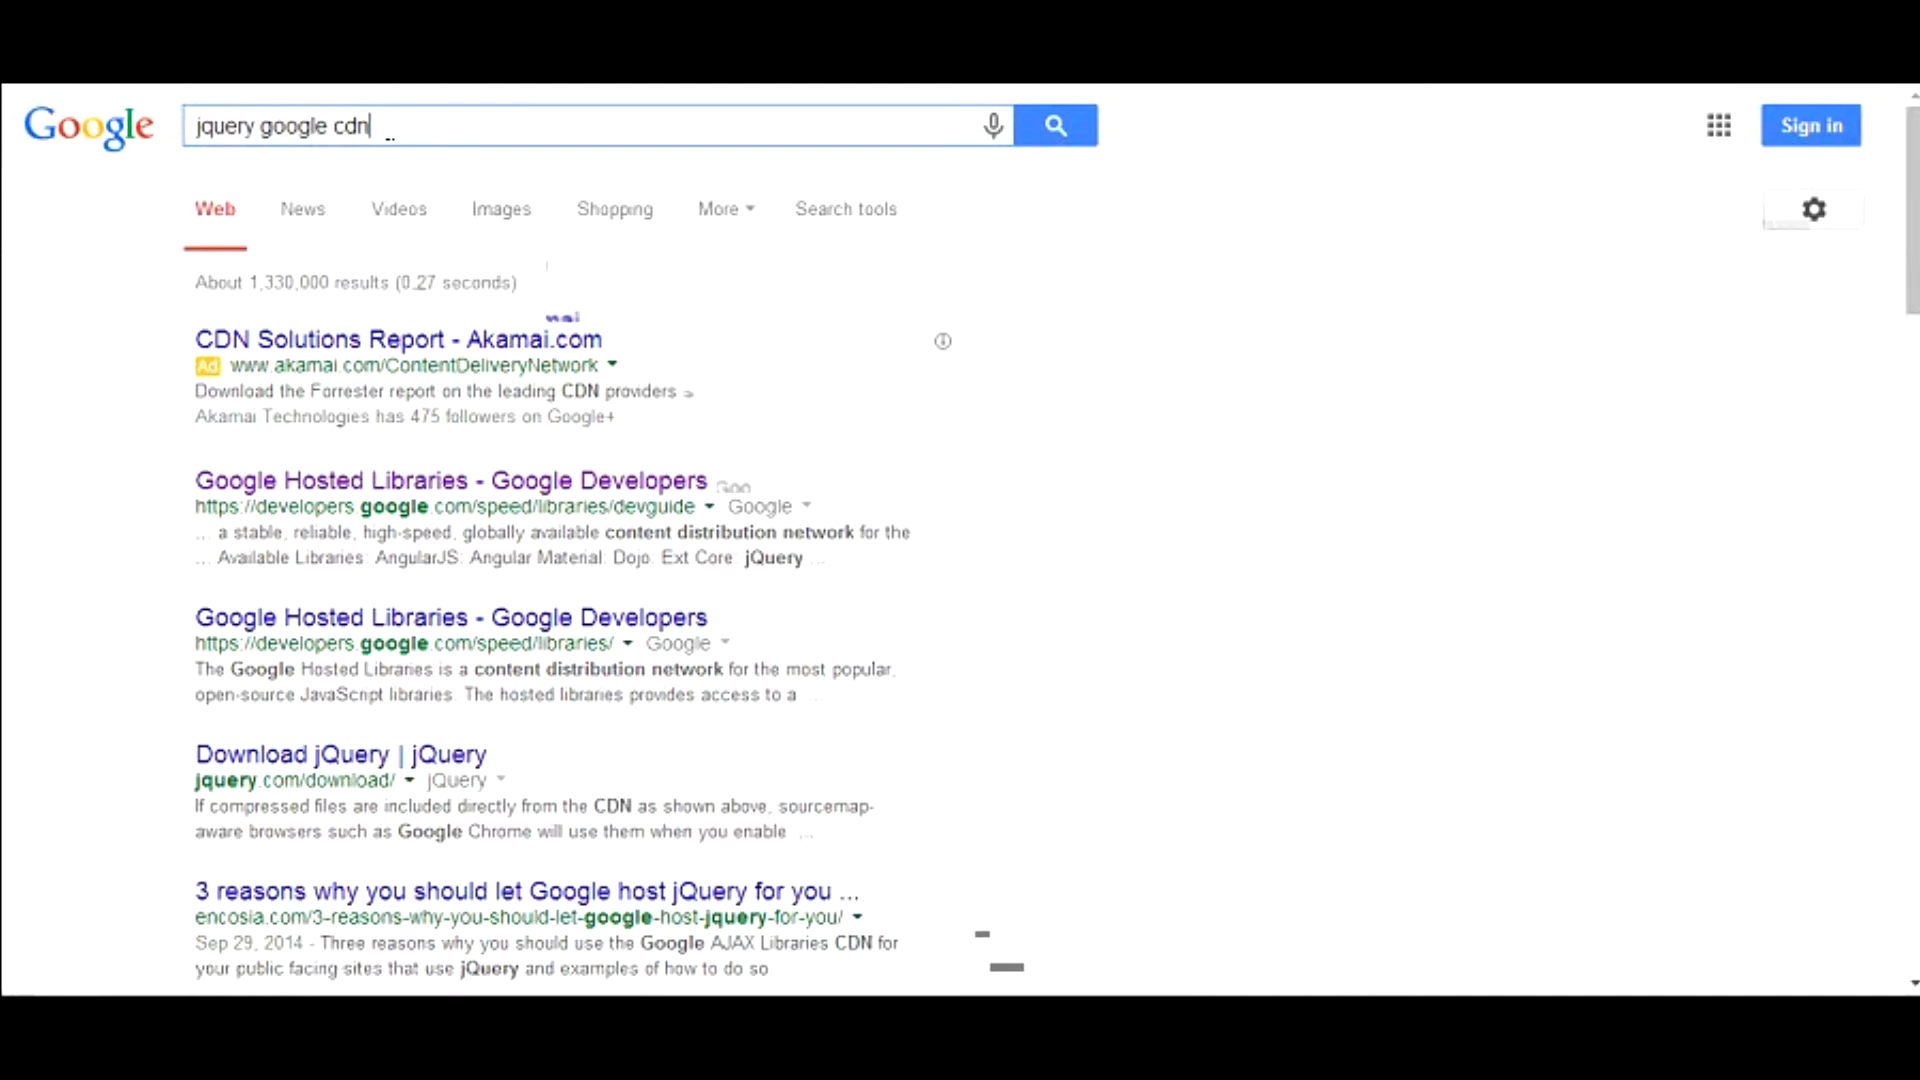 Google
jquery google cdn
Sign in
Web News Videos Images Shopping More Search tools
About 1,330,000 results (0.27 seconds)
CDN Solutions Report - Akamai.com
Ad www.akamai.com/ContentDeliveryNetwork
Download the Forrester report on the leading CDN providers
Akamai Technologies has 475 followers on Google+
Google Hosted Libraries - Google Developers
https://developers.google.com/speed/libraries/devguide Google
... a stable, reliable, high-speed, globally available content distribution network for the
... Available Libraries: AngularJS: Angular Material: Dojo. Ext Core: jQuery ...
Google Hosted Libraries - Google Developers
https://developers.google.com/speed/libraries/ Google
The Google Hosted Libraries is a content distribution network for the most popular,
open-source JavaScript libraries. The hosted libraries provides access to a ...
Download jQuery | jQuery
jquery.com/download/ jQuery
If compressed files are included directly from the CDN as shown above, sourcemap-
aware browsers such as Google Chrome will use them when you enable ...
3 reasons why you should let Google host jQuery for you ...
encosia.com/3-reasons-why-you-should-let-google-host-jquery-for-you/
Sep 29, 2014 - Three reasons why you should use the Google AJAX Libraries CDN for
your public facing sites that use jQuery and examples of how to do so